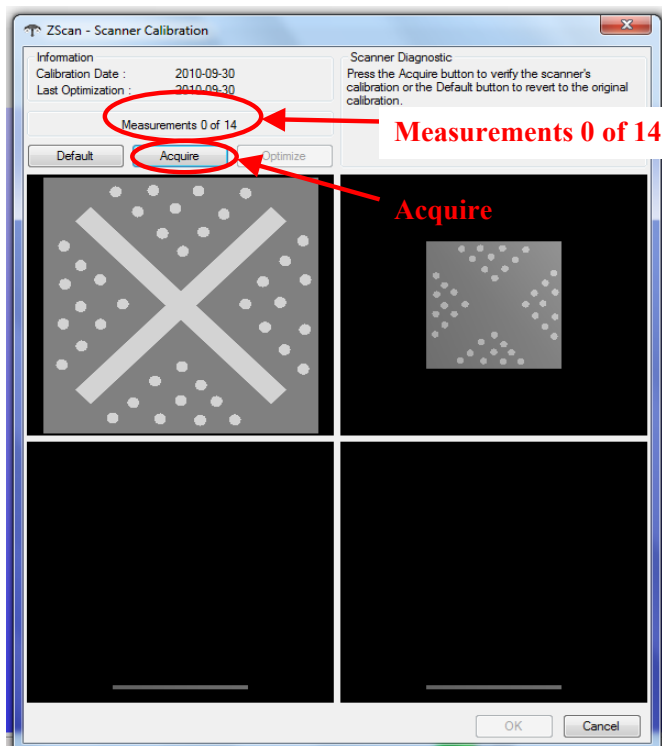 ZScan - Scanner Calibration
Information
Calibration Date : 2010-09-30
Last Optimization : 2010-09-30
Measurements 0 of 14
Default Acquire Optimize
Scanner Diagnostic
Press the Acquire button to verify the scanner's
calibration or the Default button to revert to the original
calibration.
Measurements 0 of 14
Acquire
OK Cancel